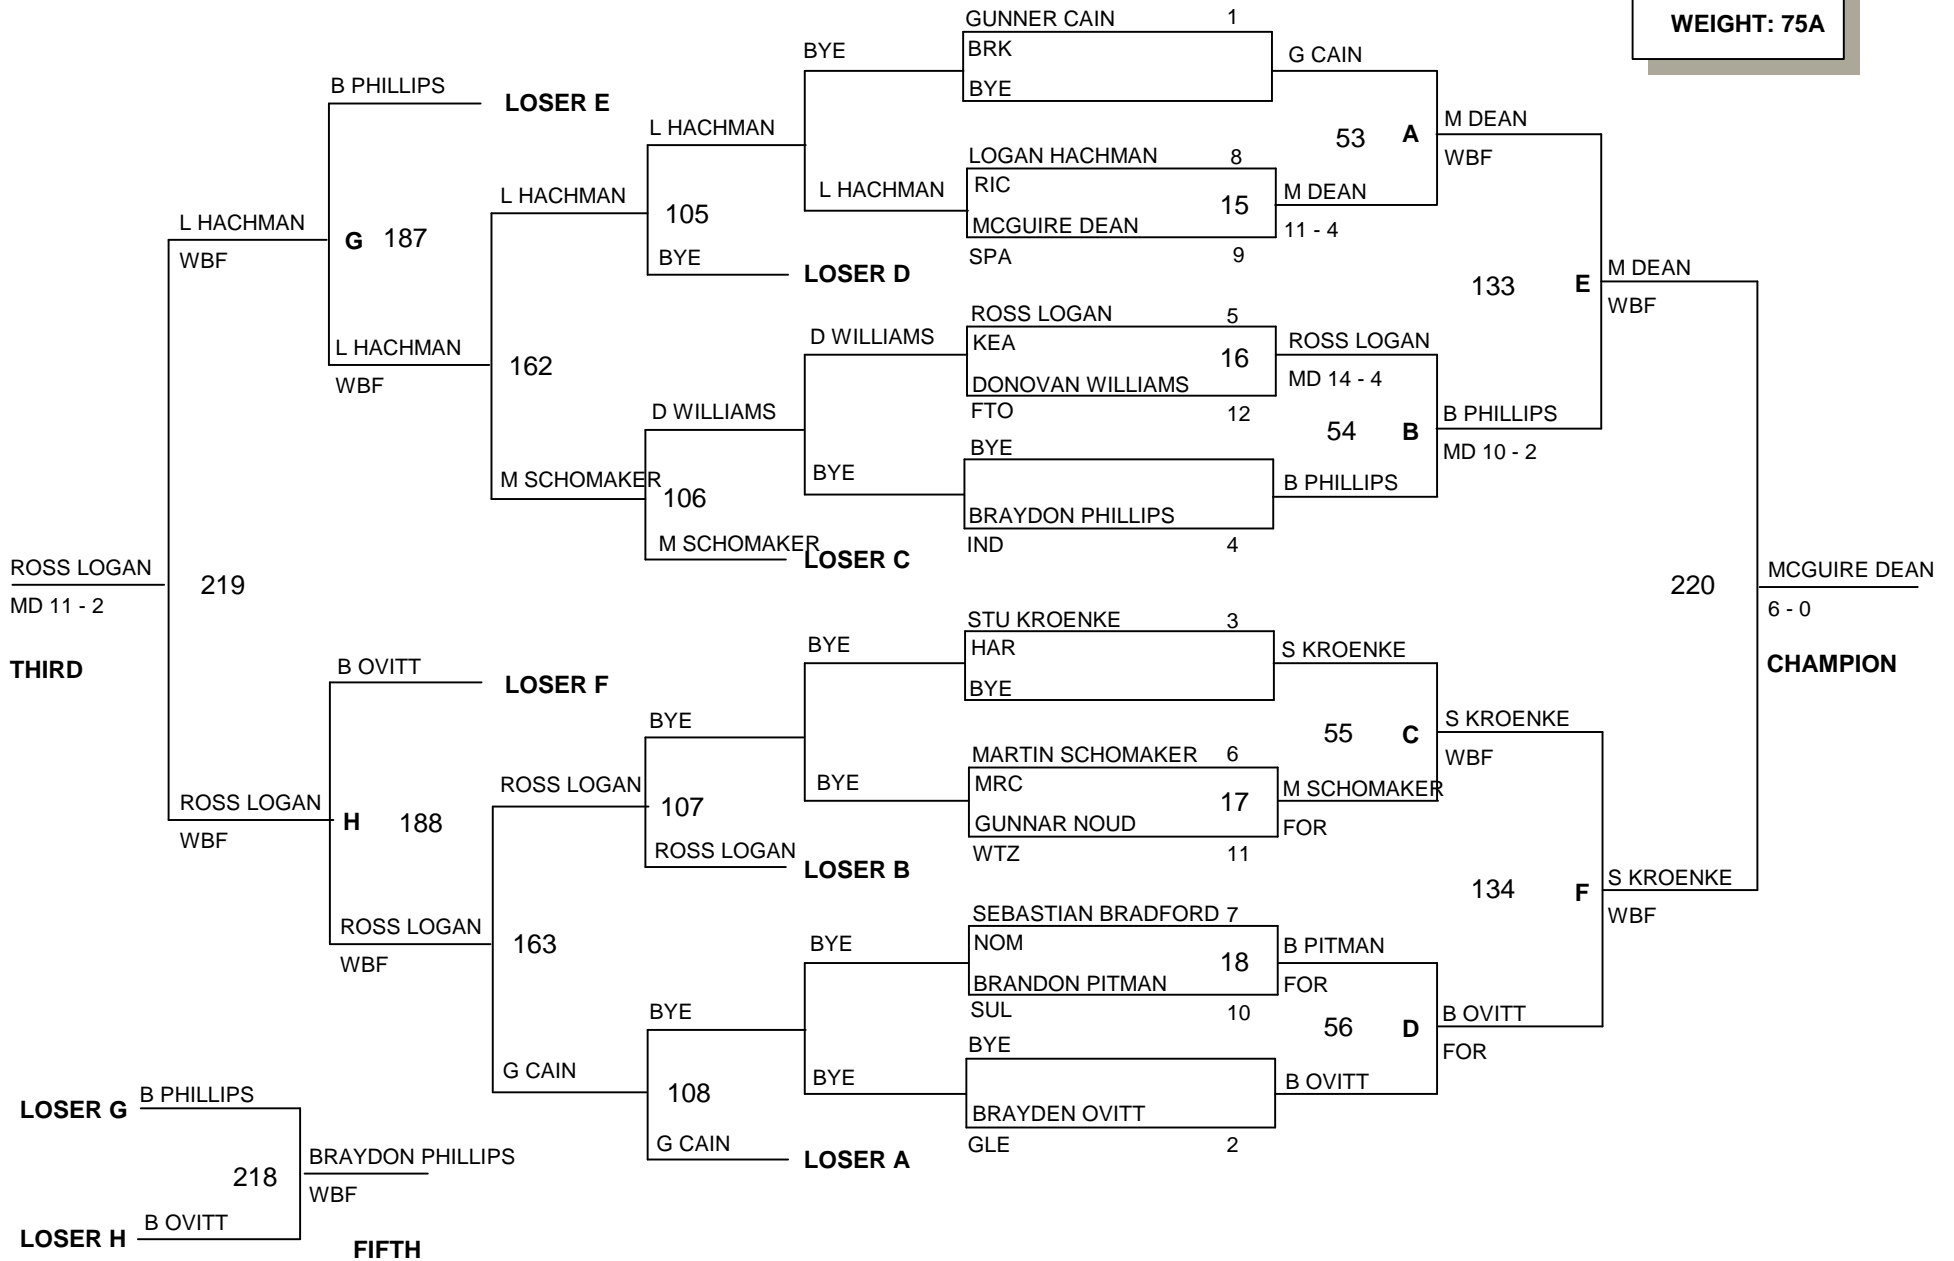 WEIGHT: 75A
GUNNER CAIN 1
BYE
BRK
G CAIN
B PHILLIPS
BYE
LOSER E
M DEAN
L HACHMAN
53 A
LOGAN HACHMAN 8
WBF
RIC
L HACHMAN
L HACHMAN
M DEAN
15
105
L HACHMAN
MCGUIRE DEAN
11 - 4
G 187
WBF
BYE
SPA 9
LOSER D
M DEAN
133 E
WBF
ROSS LOGAN 5
D WILLIAMS
KEA
ROSS LOGAN
L HACHMAN
16
162
MD 14 - 4
WBF
DONOVAN WILLIAMS
D WILLIAMS
FTO 12
B PHILLIPS
54 B
BYE
MD 10 - 2
BYE
M SCHOMAKER
B PHILLIPS
106
BRAYDON PHILLIPS
M SCHOMAKER
IND 4
LOSER C
ROSS LOGAN
MCGUIRE DEAN
219
220
MD 11 - 2
6 - 0
STU KROENKE 3
BYE
HAR
S KROENKE
B OVITT
CHAMPION
THIRD
LOSER F
BYE
BYE
S KROENKE
55 C
MARTIN SCHOMAKER 6
WBF
BYE
MRC
ROSS LOGAN
M SCHOMAKER
ROSS LOGAN
107
17
H 188
GUNNAR NOUD
FOR
WBF
ROSS LOGAN
WTZ 11
LOSER B
S KROENKE
134 F
SEBASTIAN BRADFORD 7
WBF
ROSS LOGAN
BYE
NOM
B PITMAN
163
18
WBF
BRANDON PITMAN
FOR
BYE
SUL 10
B OVITT
56 D
BYE
FOR
G CAIN
BYE
B OVITT
B PHILLIPS
108
LOSER G
BRAYDEN OVITT
G CAIN
GLE 2
BRAYDON PHILLIPS
LOSER A
218
WBF
B OVITT
LOSER H
FIFTH